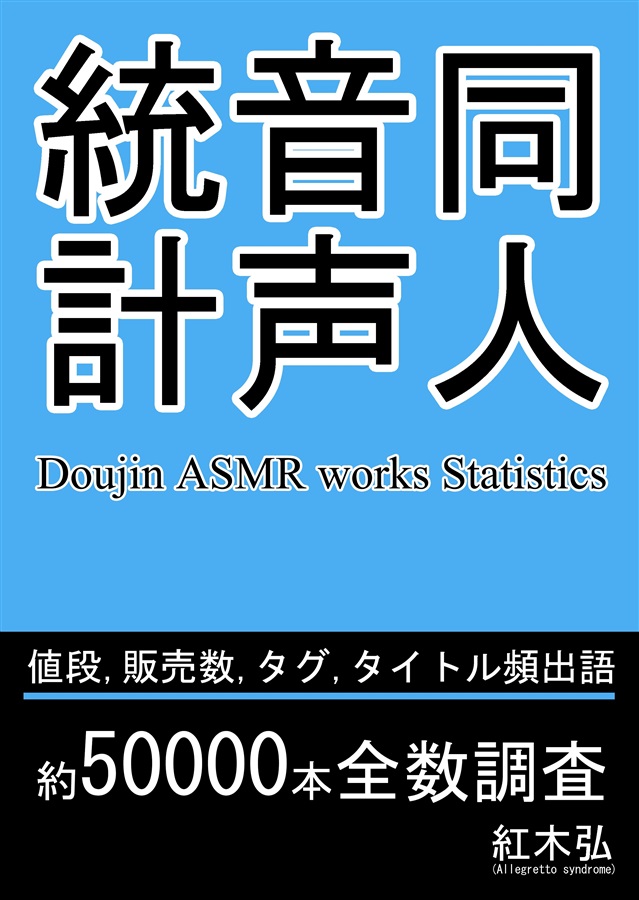 同人
音声
統計
Doujin ASMR works Statistics
値段,販売数,タグ,タイトル頻出語
約50000本全数調査
紅木弘
(Allegretto syndrome)